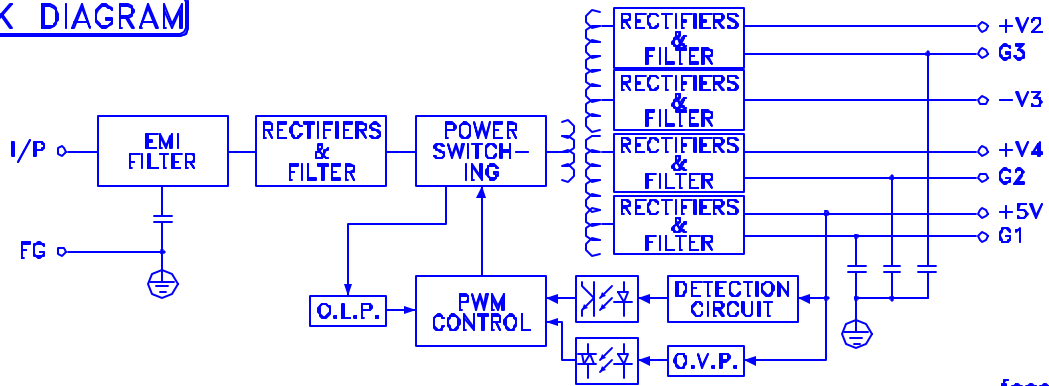 K DIAGRAM
RECTIFIERS
&
FILTER
+V2
G3
RECTIFIERS
&
FILTER
-V3
I/P
EMI
FILTER
RECTIFIERS
&
FILTER
POWER
SWITCH-
ING
RECTIFIERS
&
FILTER
+V4
G2
RECTIFIERS
&
FILTER
+5V
G1
FG
O.L.P.
PWM
CONTROL
DETECTION
CIRCUIT
O.V.P.